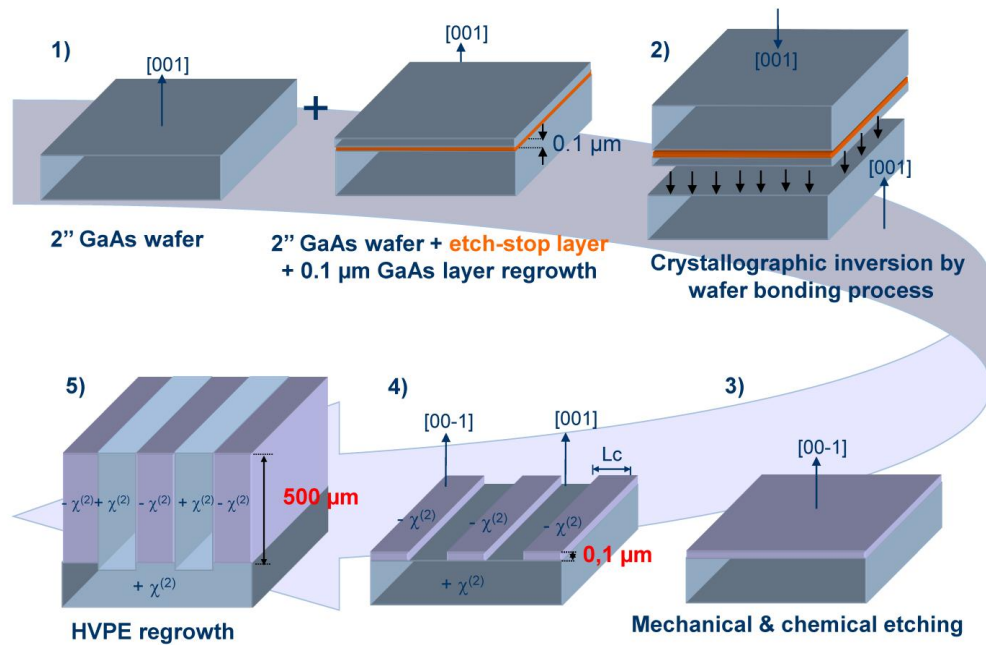 1)
[001]
2’’ GaAs wafer
+
[001]
0.1 µm
2’’ GaAs wafer + etch-stop layer
+ 0.1 µm GaAs layer regrowth
2)
[001]
[001]
Crystallographic inversion by
wafer bonding process
3)
[00-1]
Mechanical & chemical etching
4)
[00-1]
[001]
Lc
- χ(2)
- χ(2)
- χ(2)
0,1 µm
+ χ(2)
5)
- χ(2)+ χ(2) - χ(2) + χ(2) - χ(2)
500 µm
+ χ(2)
HVPE regrowth